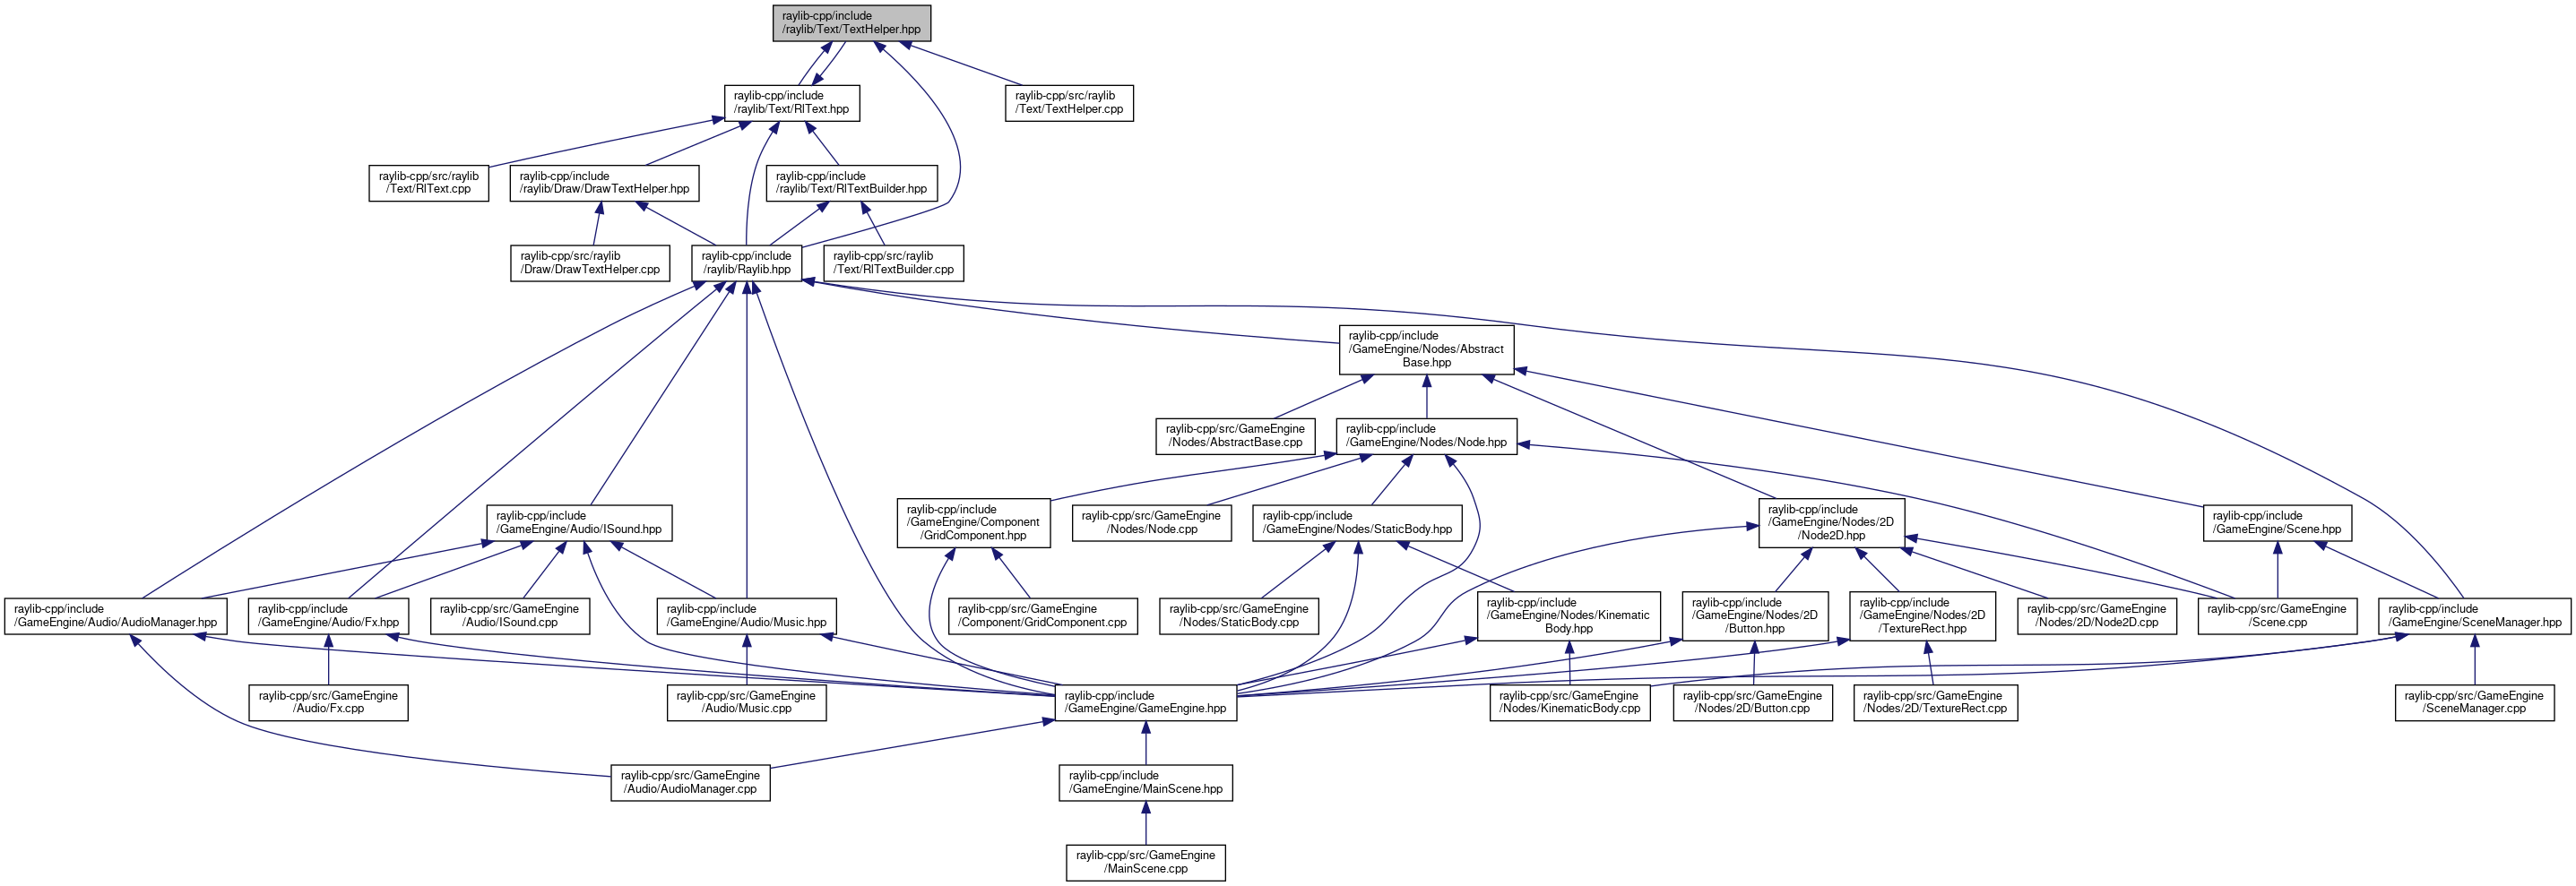 raylib-cpp/include
/raylib/Text/TextHelper.hpp
raylib-cpp/include
/raylib/Text/RlText.hpp
raylib-cpp/src/raylib
/Text/TextHelper.cpp
raylib-cpp/src/raylib
/Text/RlText.cpp
raylib-cpp/include
/raylib/Draw/DrawTextHelper.hpp
raylib-cpp/include
/raylib/Text/RlTextBuilder.hpp
raylib-cpp/src/raylib
/Draw/DrawTextHelper.cpp
raylib-cpp/include
/raylib/Raylib.hpp
raylib-cpp/src/raylib
/Text/RlTextBuilder.cpp
raylib-cpp/include
/GameEngine/Nodes/Abstract
Base.hpp
raylib-cpp/src/GameEngine
/Nodes/AbstractBase.cpp
raylib-cpp/include
/GameEngine/Nodes/Node.hpp
raylib-cpp/include
/GameEngine/Audio/ISound.hpp
raylib-cpp/include
/GameEngine/Component
/GridComponent.hpp
raylib-cpp/src/GameEngine
/Nodes/Node.cpp
raylib-cpp/include
/GameEngine/Nodes/StaticBody.hpp
raylib-cpp/include
/GameEngine/Nodes/2D
/Node2D.hpp
raylib-cpp/include
/GameEngine/Scene.hpp
raylib-cpp/include
/GameEngine/Audio/AudioManager.hpp
raylib-cpp/include
/GameEngine/Audio/Fx.hpp
raylib-cpp/src/GameEngine
/Audio/ISound.cpp
raylib-cpp/include
/GameEngine/Audio/Music.hpp
raylib-cpp/src/GameEngine
/Component/GridComponent.cpp
raylib-cpp/src/GameEngine
/Nodes/StaticBody.cpp
raylib-cpp/include
/GameEngine/Nodes/Kinematic
Body.hpp
raylib-cpp/include
/GameEngine/Nodes/2D
/Button.hpp
raylib-cpp/include
/GameEngine/Nodes/2D
/TextureRect.hpp
raylib-cpp/src/GameEngine
/Nodes/2D/Node2D.cpp
raylib-cpp/src/GameEngine
/Scene.cpp
raylib-cpp/include
/GameEngine/SceneManager.hpp
raylib-cpp/src/GameEngine
/Audio/Fx.cpp
raylib-cpp/src/GameEngine
/Audio/Music.cpp
raylib-cpp/include
/GameEngine/GameEngine.hpp
raylib-cpp/src/GameEngine
/Nodes/KinematicBody.cpp
raylib-cpp/src/GameEngine
/Nodes/2D/Button.cpp
raylib-cpp/src/GameEngine
/Nodes/2D/TextureRect.cpp
raylib-cpp/src/GameEngine
/SceneManager.cpp
raylib-cpp/src/GameEngine
/Audio/AudioManager.cpp
raylib-cpp/include
/GameEngine/MainScene.hpp
raylib-cpp/src/GameEngine
/MainScene.cpp